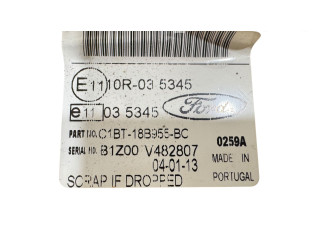 E11 10R-03 5345
e11 03 5345 Ford
PART NO. C1BT-18B955-BC 0259A
SERIAL NO. B1Z00 V482807 MADE IN
04-01-13 PORTUGAL
SCRAP IF DROPPED